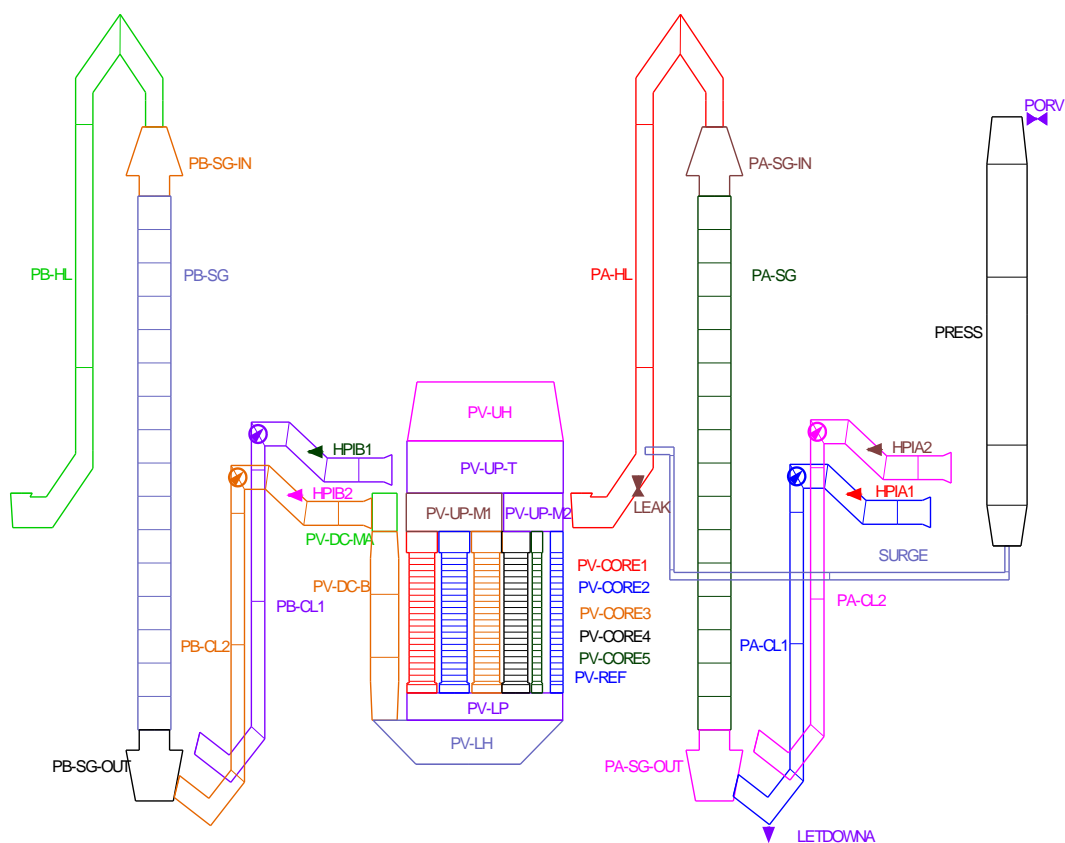 PORV
PB-SG-IN
PA-SG-IN
PB-HL
PB-SG
PA-HL
PA-SG
PRESS
PV-UH
HPIB1
HPIA2
PV-UP-T
HPIB2
HPIA1
LEAK
PV-UP-M1
PV-UP-M2
PV-DC-MA
SURGE
PV-CORE1
PV-DC-B
PV-CORE2
PB-CL1
PA-CL2
PV-CORE3
PV-CORE4
PB-CL2
PA-CL1
PV-CORE5
PV-REF
PV-LP
PV-LH
PB-SG-OUT
PA-SG-OUT
LETDOWNA